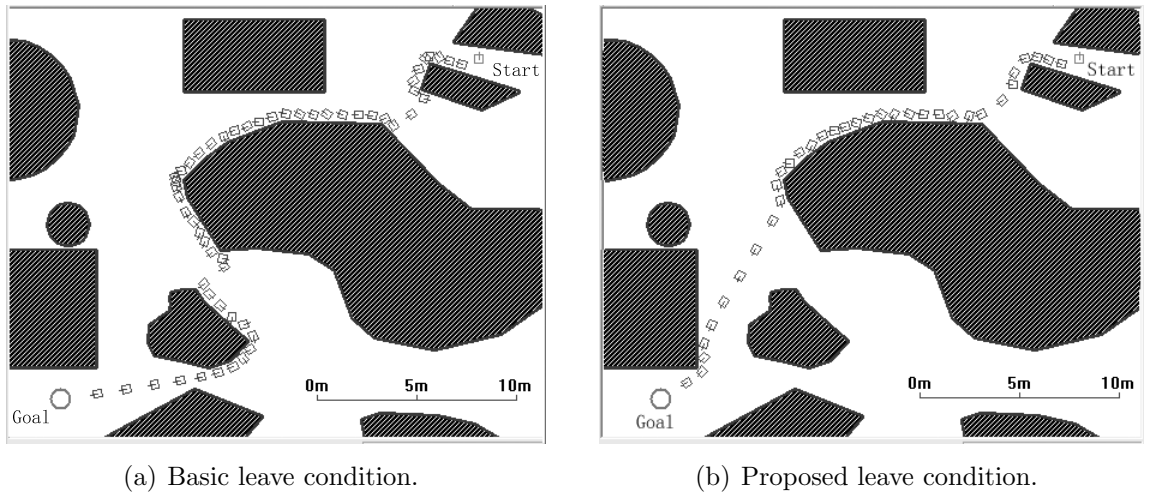 Start
0m 5m 10m
Goal
Start
0m 5m 10m
Goal
(a) Basic leave condition.
(b) Proposed leave condition.